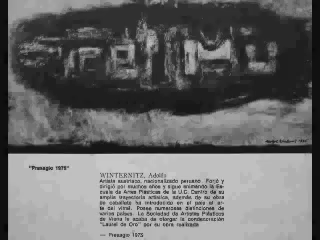 "Presagio 1975"
WINTERNITZ, Adolfo
Artista austriaco, nacionalizado peruano. Forjó y
dirigió por muchos años y sigue animando la Es-
cuela de Artes Plásticas de la U.C. Dentro de su
amplia trayectoria artística, además de su obra
de caballete ha introducido en el país el ar-
te del vitral. Posee numerosas distinciones de
varios países. La Sociedad de Artistas Plásticos
de Viena le acaba de otorgar la condecoración
"Laurel de Oro" por su obra realizada
— Presagio 1975